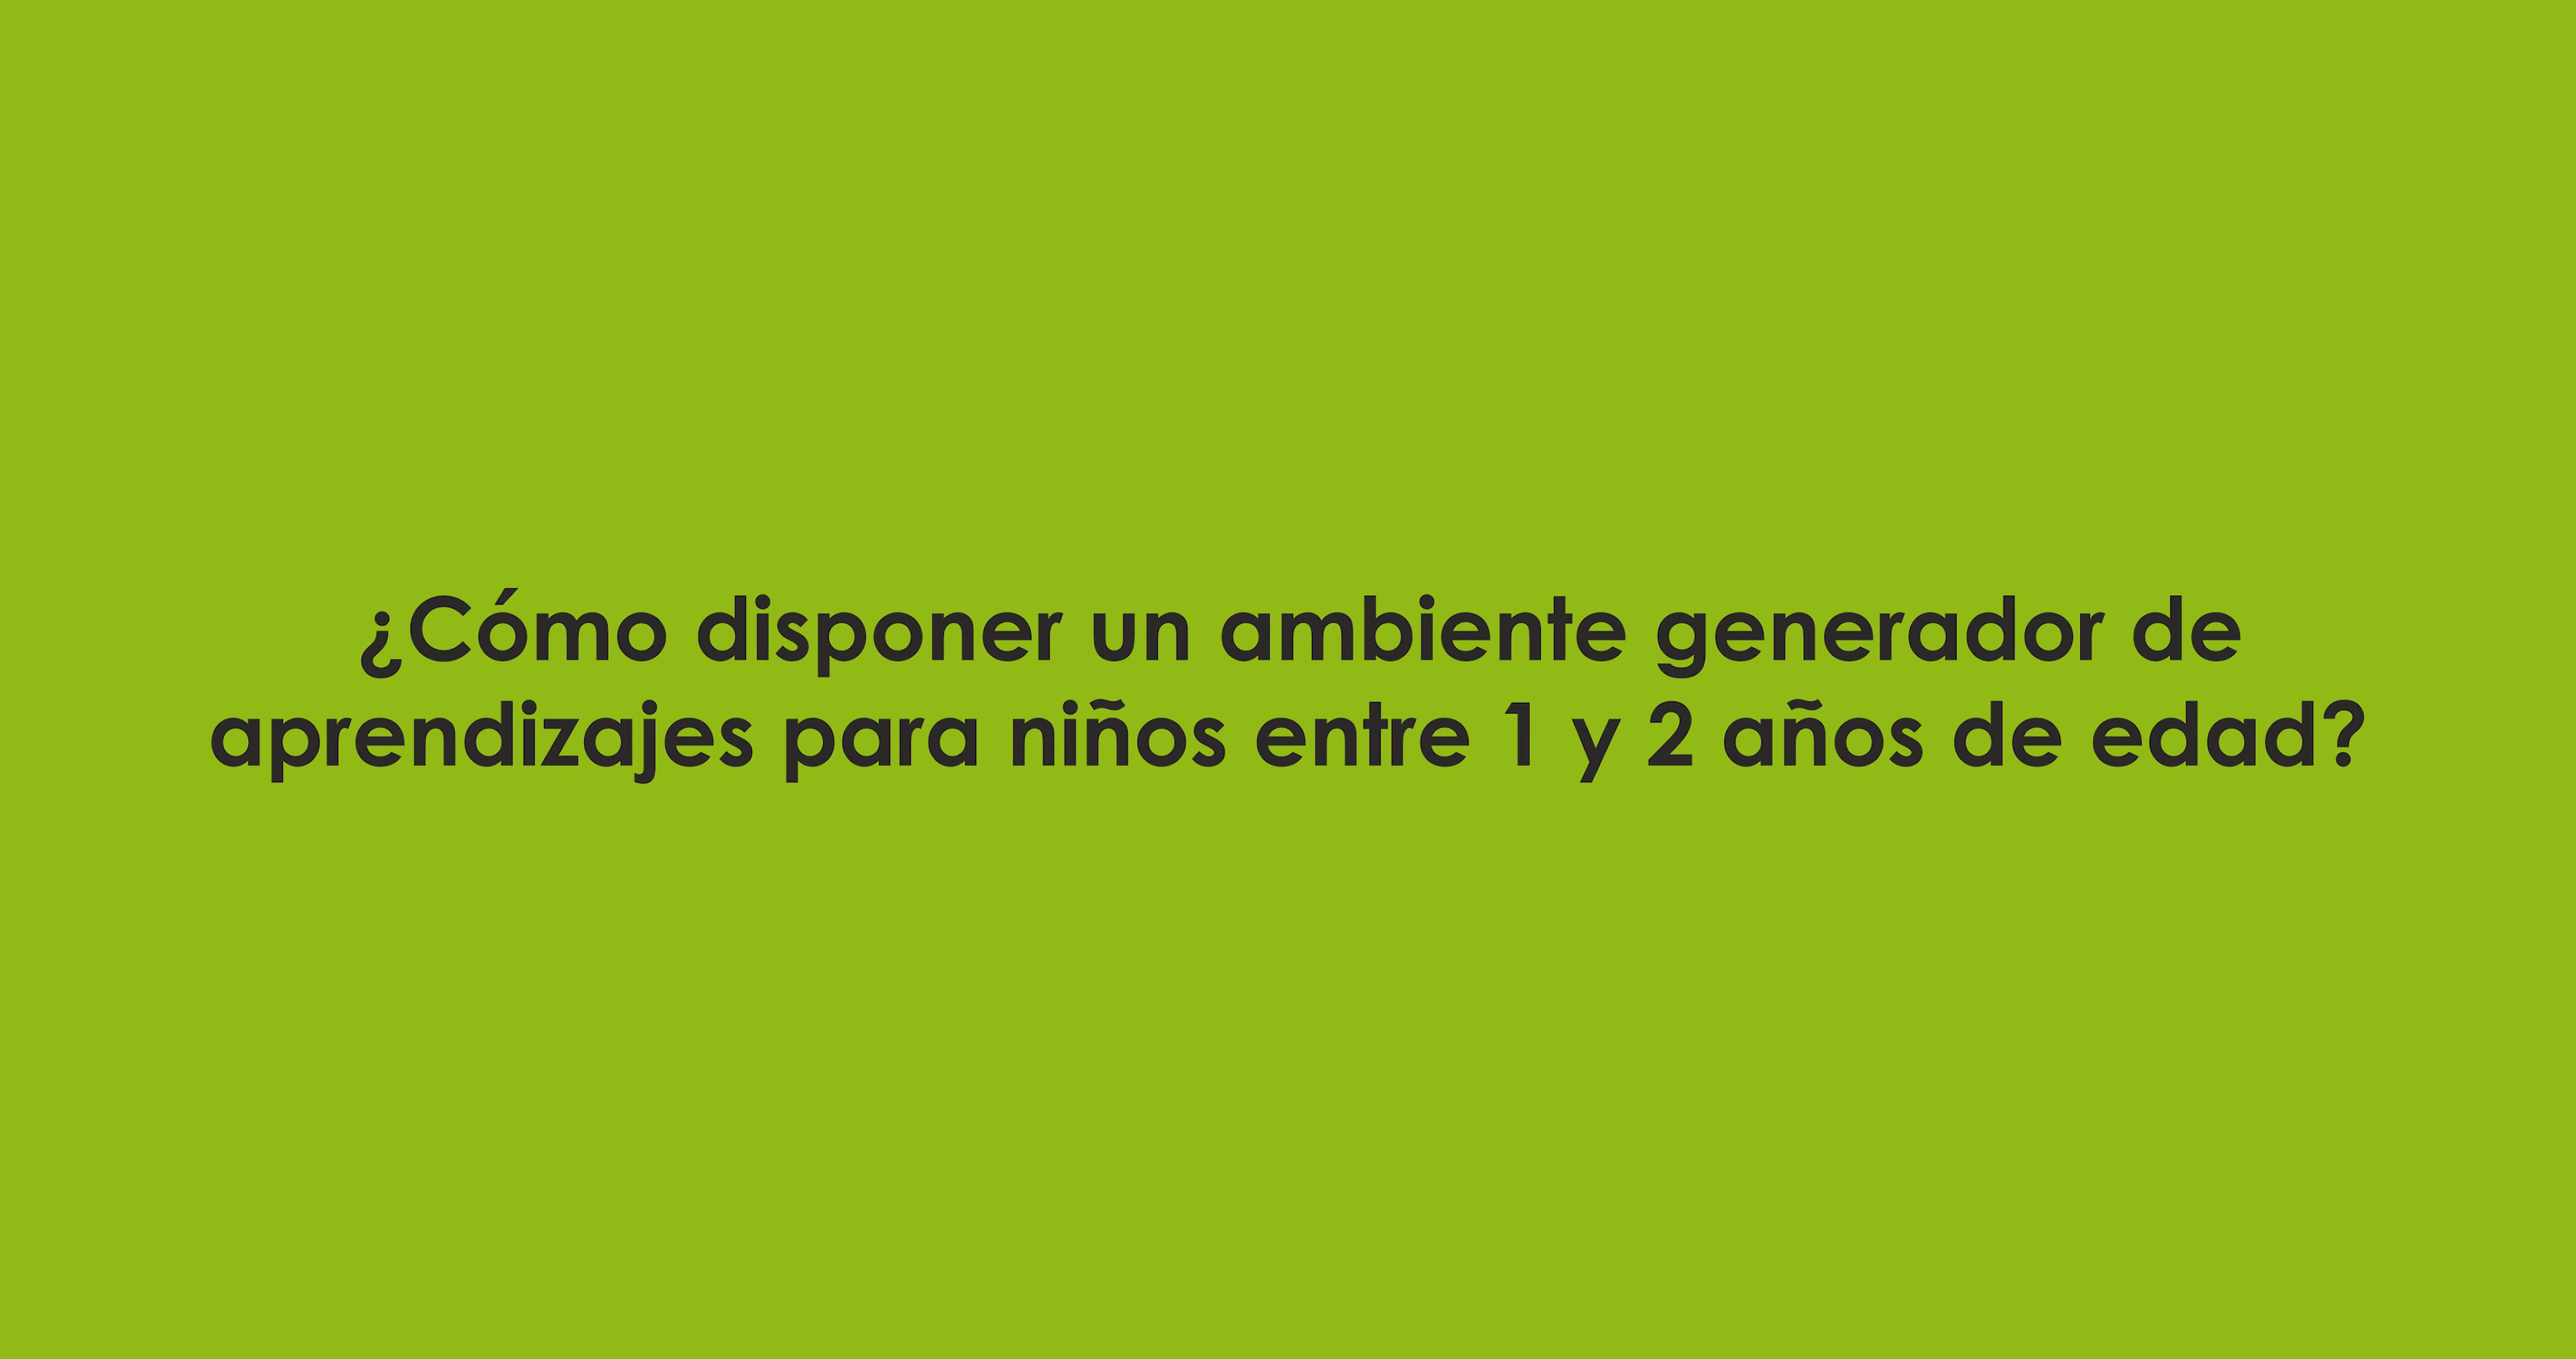 ¿Cómo disponer un ambiente generador de
aprendizajes para niños entre 1 y 2 años de edad?